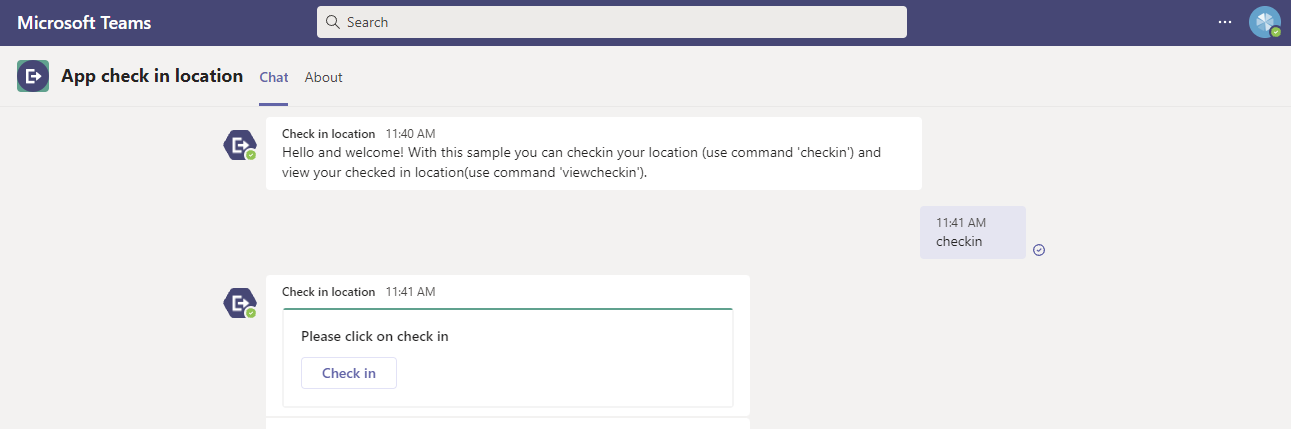 Microsoft Teams
Search
App check in location
Chat
About
Check in location 11:40 AM
Hello and welcome! With this sample you can checkin your location (use command 'checkin') and
view your checked in location(use command 'viewcheckin').
11:41 AM
checkin
Check in location 11:41 AM
Please click on check in
Check in